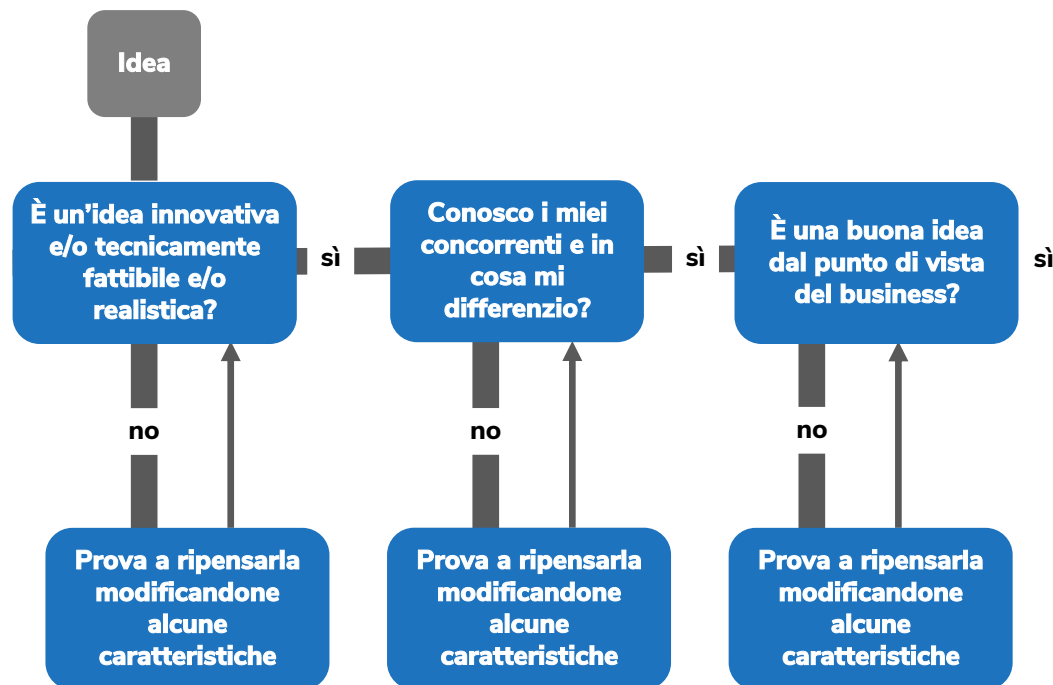 Idea
È un'idea innovativa
e/o tecnicamente
fattibile e/o
realistica?
sì
Conosco i miei
concorrenti e in
cosa mi
differenzio?
sì
È una buona idea
dal punto di vista
del business?
sì
no
no
no
Prova a ripensarla
modificandone
alcune
caratteristiche
Prova a ripensarla
modificandone
alcune
caratteristiche
Prova a ripensarla
modificandone
alcune
caratteristiche